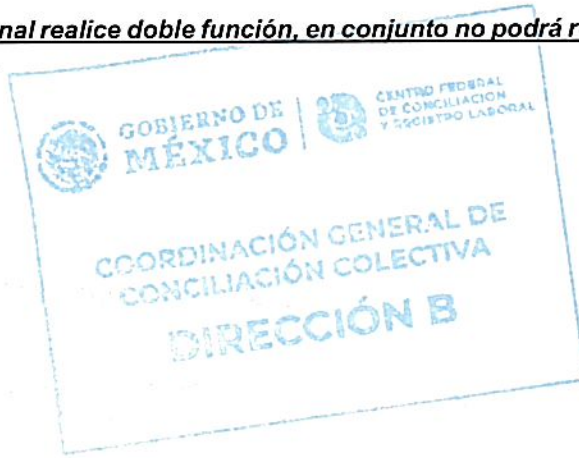 nal realice doble función, en conjunto no podrá r
GOBIERNO DE
MÉXICO
CENTRO FEDERAL
DE CONCILIACIÓN
Y REGISTRO LABORAL
COORDINACIÓN GENERAL DE
CONCILIACIÓN COLECTIVA
DIRECCIÓN B